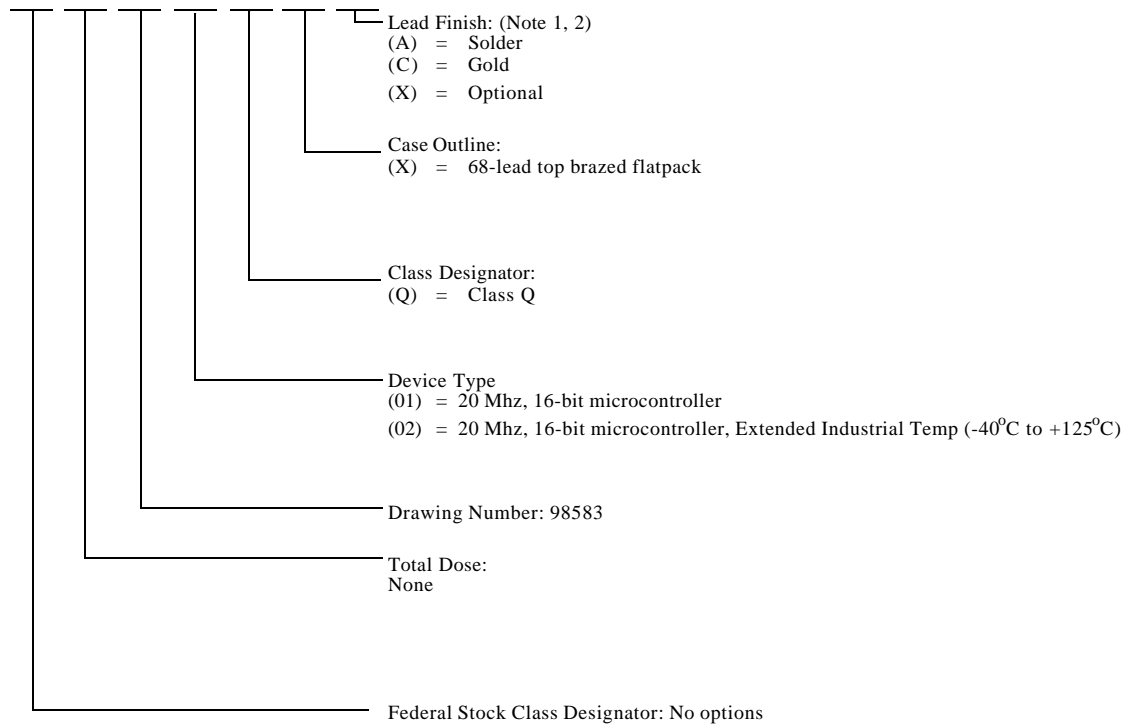 Lead Finish: (Note 1, 2)
(A) = Solder
(C) = Gold
(X) = Optional
Case Outline:
(X) = 68-lead top brazed flatpack
Class Designator:
(Q) = Class Q
Device Type
(01) = 20 Mhz, 16-bit microcontroller
(02) = 20 Mhz, 16-bit microcontroller, Extended Industrial Temp (-40°C to +125°C)
Drawing Number: 98583
Total Dose:
None
Federal Stock Class Designator: No options